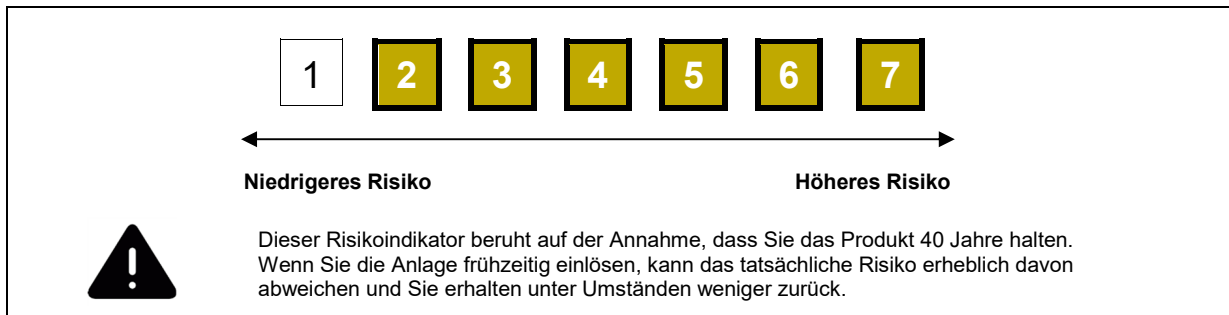 1 2 3 4 5 6 7
Niedrigeres Risiko Höheres Risiko
Dieser Risikoindikator beruht auf der Annahme, dass Sie das Produkt 40 Jahre halten.
Wenn Sie die Anlage frühzeitig einlösen, kann das tatsächliche Risiko erheblich davon
abweichen und Sie erhalten unter Umständen weniger zurück.